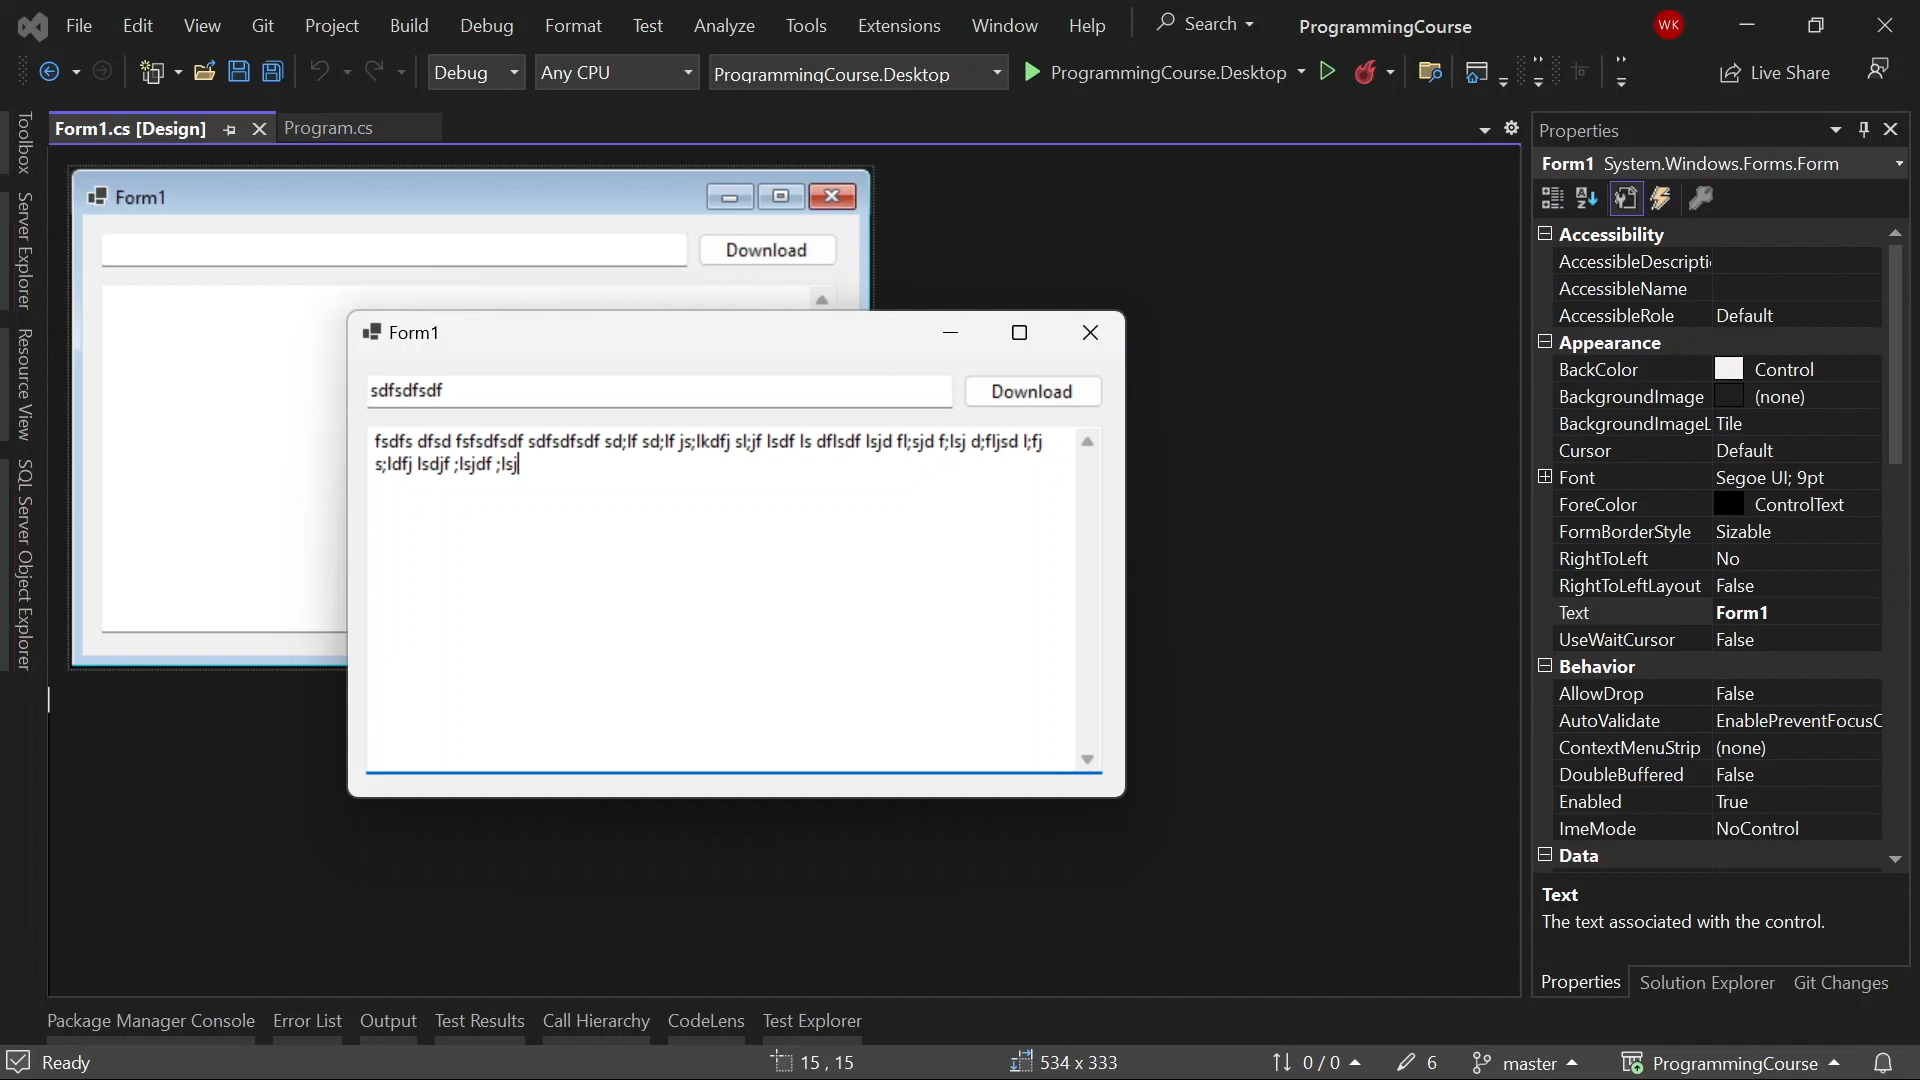 File Edit View Git Project Build Debug Format Test Analyze Tools Extensions Window Help Search ProgrammingCourse WK
Debug Any CPU ProgrammingCourse.Desktop ProgrammingCourse.Desktop Live Share
Form1.cs [Design] Program.cs
Toolbox
Server Explorer
Resource View
SQL Server Object Explorer
Form1
Download
Form1
sdfsdfsdf Download
fsdfs dfsd fsfsdfsdf sdfsdfsdf sd;lf sd;lf js;lkdfj sl;jf lsdf ls dflsdf lsjd fl;sjd f;lsj d;fljsd l;fj
s;ldfj lsdjf ;lsjdf ;lsj
Properties
Form1 System.Windows.Forms.Form
Accessibility
AccessibleDescripti
AccessibleName
AccessibleRole Default
Appearance
BackColor Control
BackgroundImage (none)
BackgroundImageL Tile
Cursor Default
Font Segoe UI; 9pt
ForeColor ControlText
FormBorderStyle Sizable
RightToLeft No
RightToLeftLayout False
Text Form1
UseWaitCursor False
Behavior
AllowDrop False
AutoValidate EnablePreventFocusC
ContextMenuStrip (none)
DoubleBuffered False
Enabled True
ImeMode NoControl
Data
Text
The text associated with the control.
Properties Solution Explorer Git Changes
Package Manager Console Error List Output Test Results Call Hierarchy CodeLens Test Explorer
Ready 15 , 15 534 x 333 0 / 0 6 master ProgrammingCourse